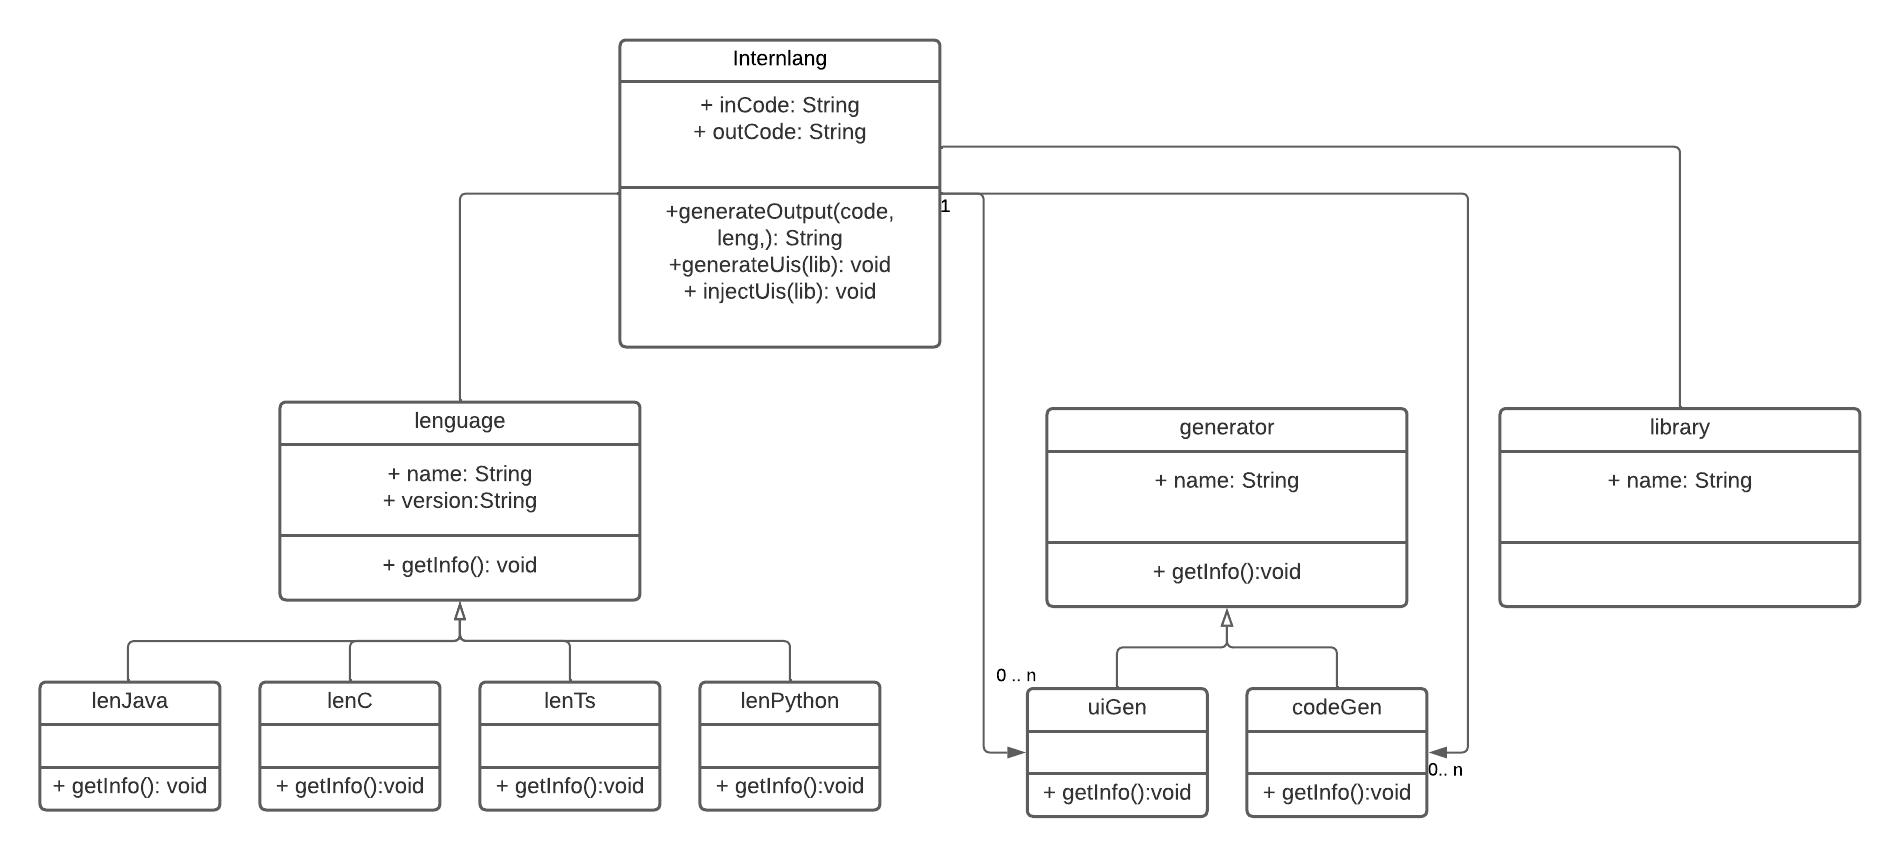 Internlang
+ inCode: String
+ outCode: String
+generateOutput(code,
leng,): String
+generateUis(lib): void
+ injectUis(lib): void
1
lenguage
+ name: String
+ version:String
+ getInfo(): void
generator
+ name: String
+ getInfo():void
library
+ name: String
lenJava
+ getInfo(): void
lenC
+ getInfo():void
lenTs
+ getInfo():void
lenPython
+ getInfo():void
0 .. n
uiGen
+ getInfo():void
codeGen
+ getInfo():void
0.. n